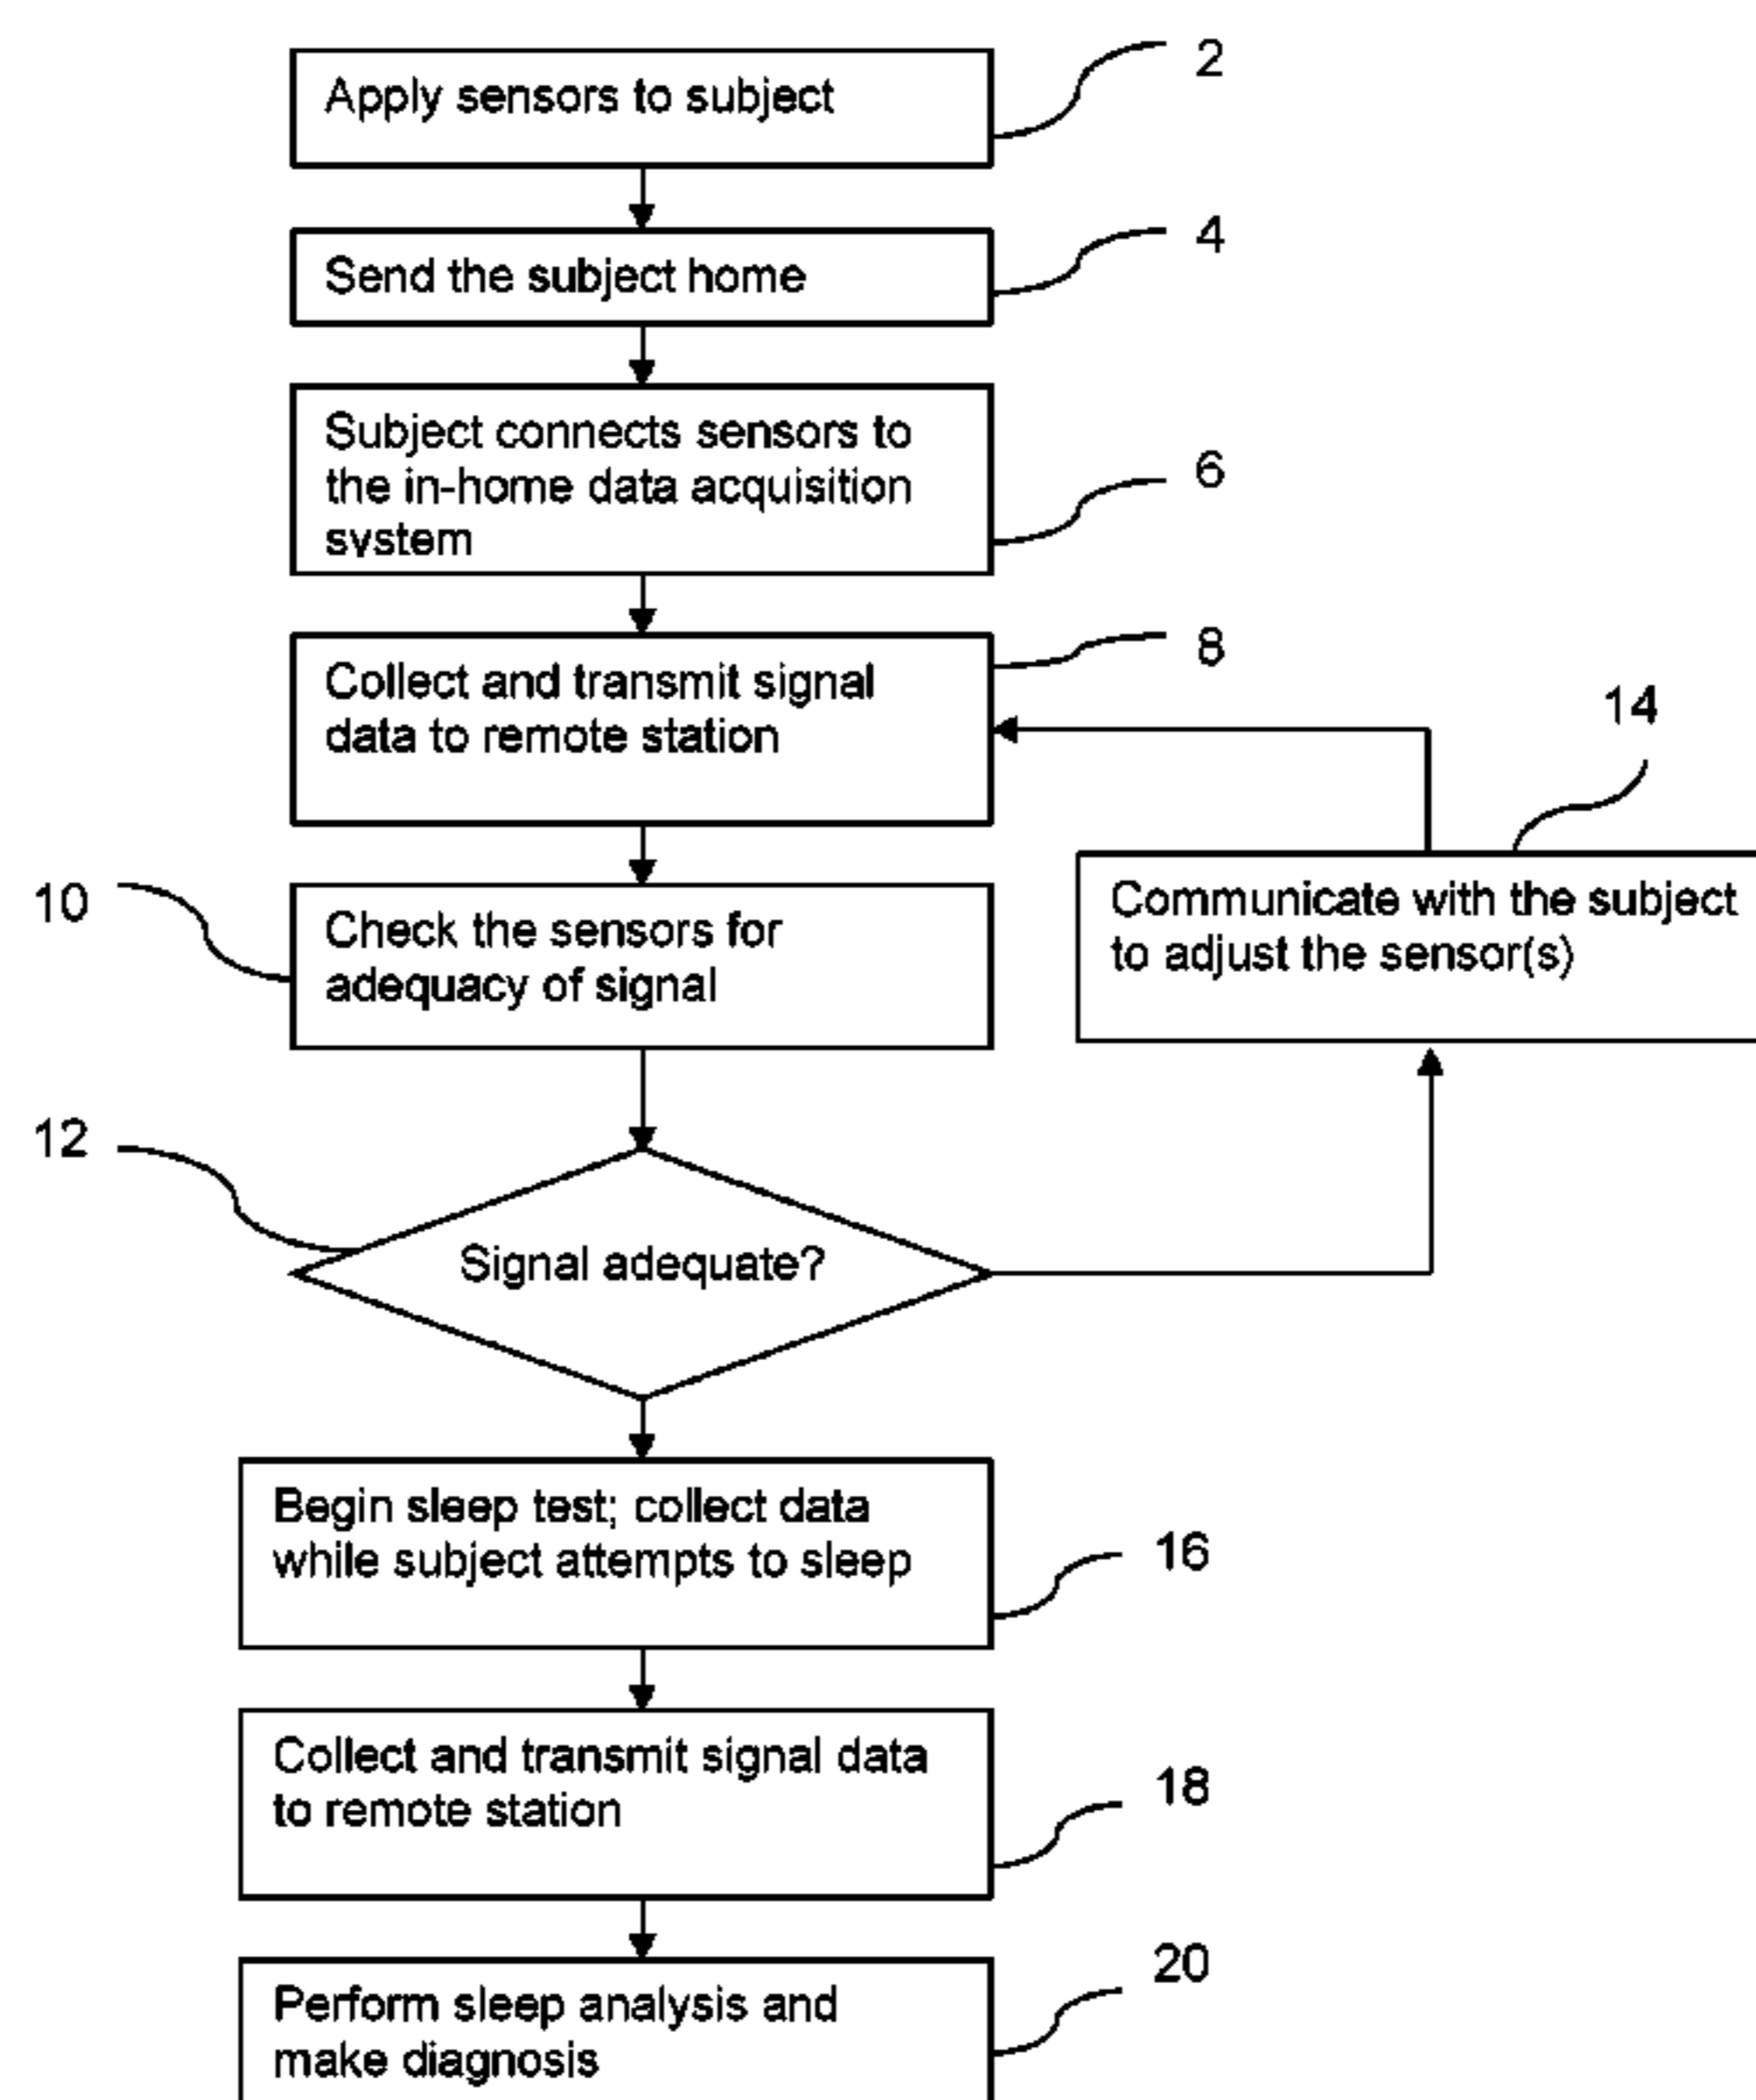 Apply sensors to subject
2
Send the subject home
4
Subject connects sensors to
the in-home data acquisition
system
6
Collect and transmit signal
data to remote station
8
14
Communicate with the subject
to adjust the sensor(s)
10
Check the sensors for
adequacy of signal
12
Signal adequate?
Begin sleep test; collect data
while subject attempts to sleep
16
Collect and transmit signal data
to remote station
18
Perform sleep analysis and
make diagnosis
20